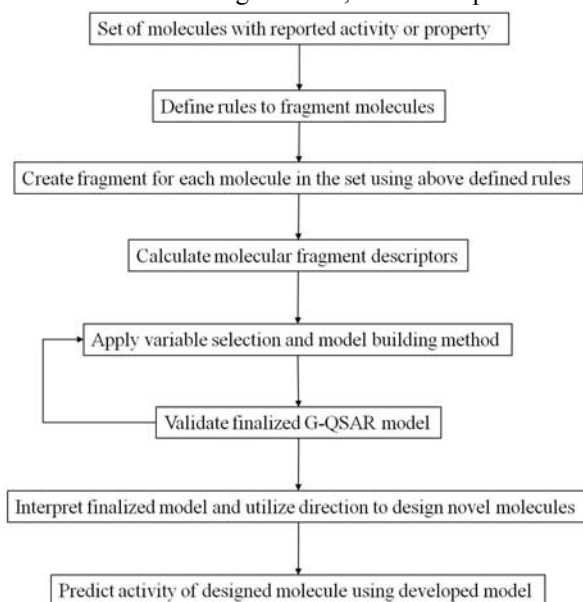 Set of molecules with reported activity or property
Define rules to fragment molecules
Create fragment for each molecule in the set using above defined rules
Calculate molecular fragment descriptors
Apply variable selection and model building method
Validate finalized G-QSAR model
Interpret finalized model and utilize direction to design novel molecules
Predict activity of designed molecule using developed model